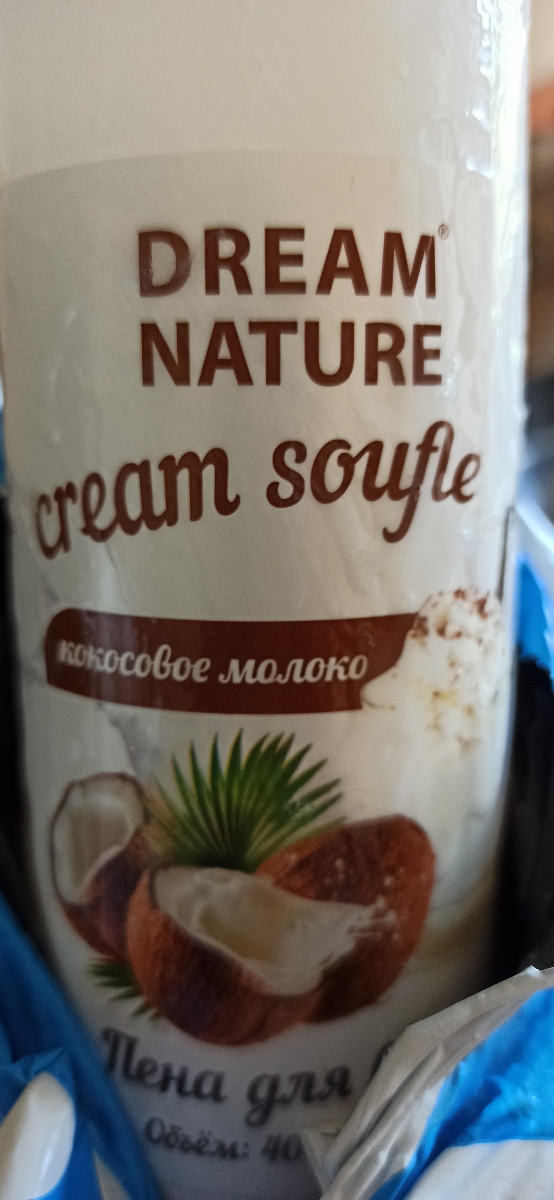 DREAM®
NATURE
cream soufle
кокосовое молоко
Пена для
Объём: 40